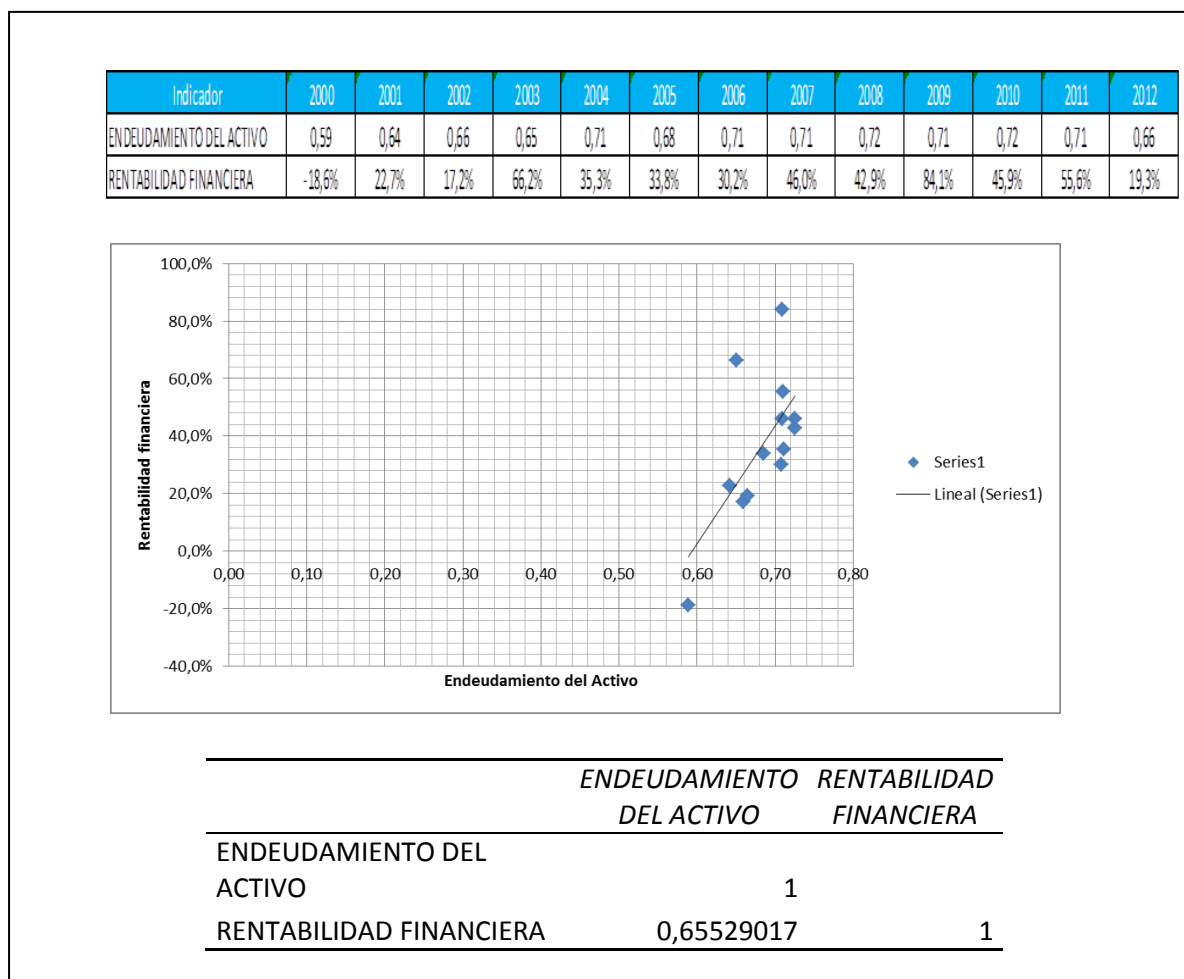 Indicador 2000 2001 2002 2003 2004 2005 2006 2007 2008 2009 2010 2011 2012
ENDEUDAMIENTO DEL ACTIVO 0,59 0,64 0,66 0,65 0,71 0,68 0,71 0,71 0,72 0,71 0,72 0,71 0,66
RENTABILIDAD FINANCIERA -18,6% 22,7% 17,2% 66,2% 35,3% 33,8% 30,2% 46,0% 42,9% 84,1% 45,9% 55,6% 19,3%
100,0%
80,0%
60,0%
40,0%
20,0%
0,0%
-20,0%
-40,0%
Rentabilidad financiera
0,00 0,10 0,20 0,30 0,40 0,50 0,60 0,70 0,80
Endeudamiento del Activo
Series1
Lineal (Series1)
ENDEUDAMIENTO RENTABILIDAD
DEL ACTIVO FINANCIERA
ENDEUDAMIENTO DEL
ACTIVO 1
RENTABILIDAD FINANCIERA 0,65529017 1